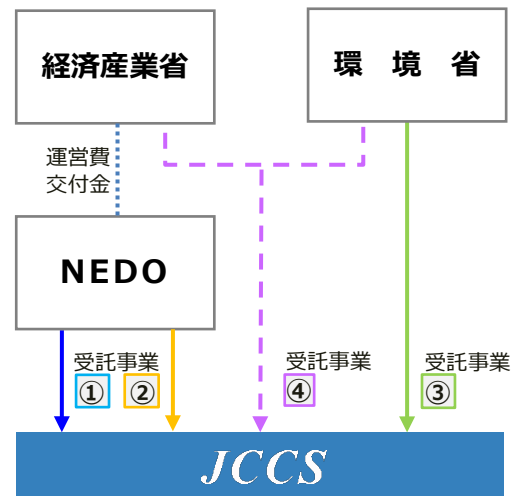 経済産業省
環 境 省
運営費
交付金
NEDO
受託事業
① ②
受託事業
④
受託事業
③
JCCS